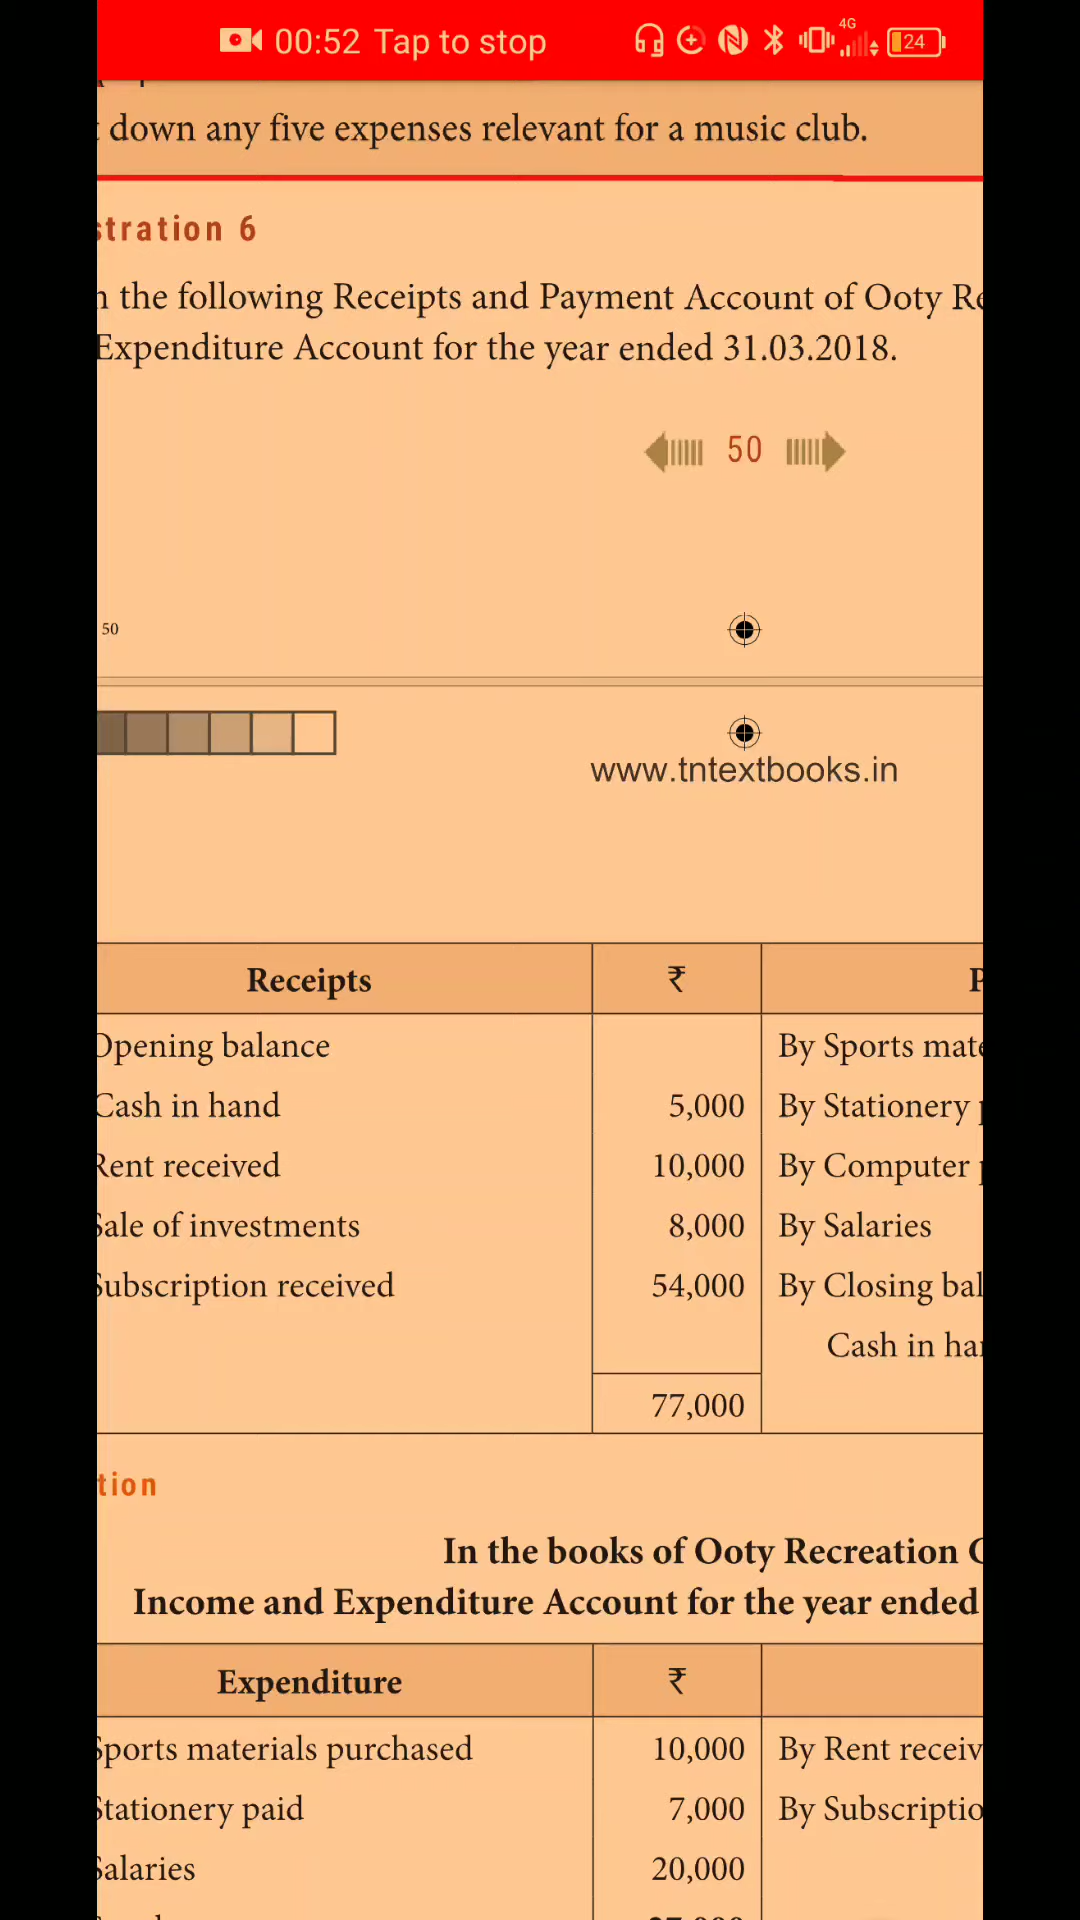 00:52 Tap to stop 4G 24
down any five expenses relevant for a music club.
stration 6
the following Receipts and Payment Account of Ooty Re
Expenditure Account for the year ended 31.03.2018.
50
50
www.tntextbooks.in
Receipts ₹ P
Opening balance By Sports mate
Cash in hand 5,000 By Stationery
Rent received 10,000 By Computer
Sale of investments 8,000 By Salaries
Subscription received 54,000 By Closing bal
Cash in han
77,000
tion
In the books of Ooty Recreation C
Income and Expenditure Account for the year ended
Expenditure ₹
Sports materials purchased 10,000 By Rent receiv
Stationery paid 7,000 By Subscriptio
Salaries 20,000